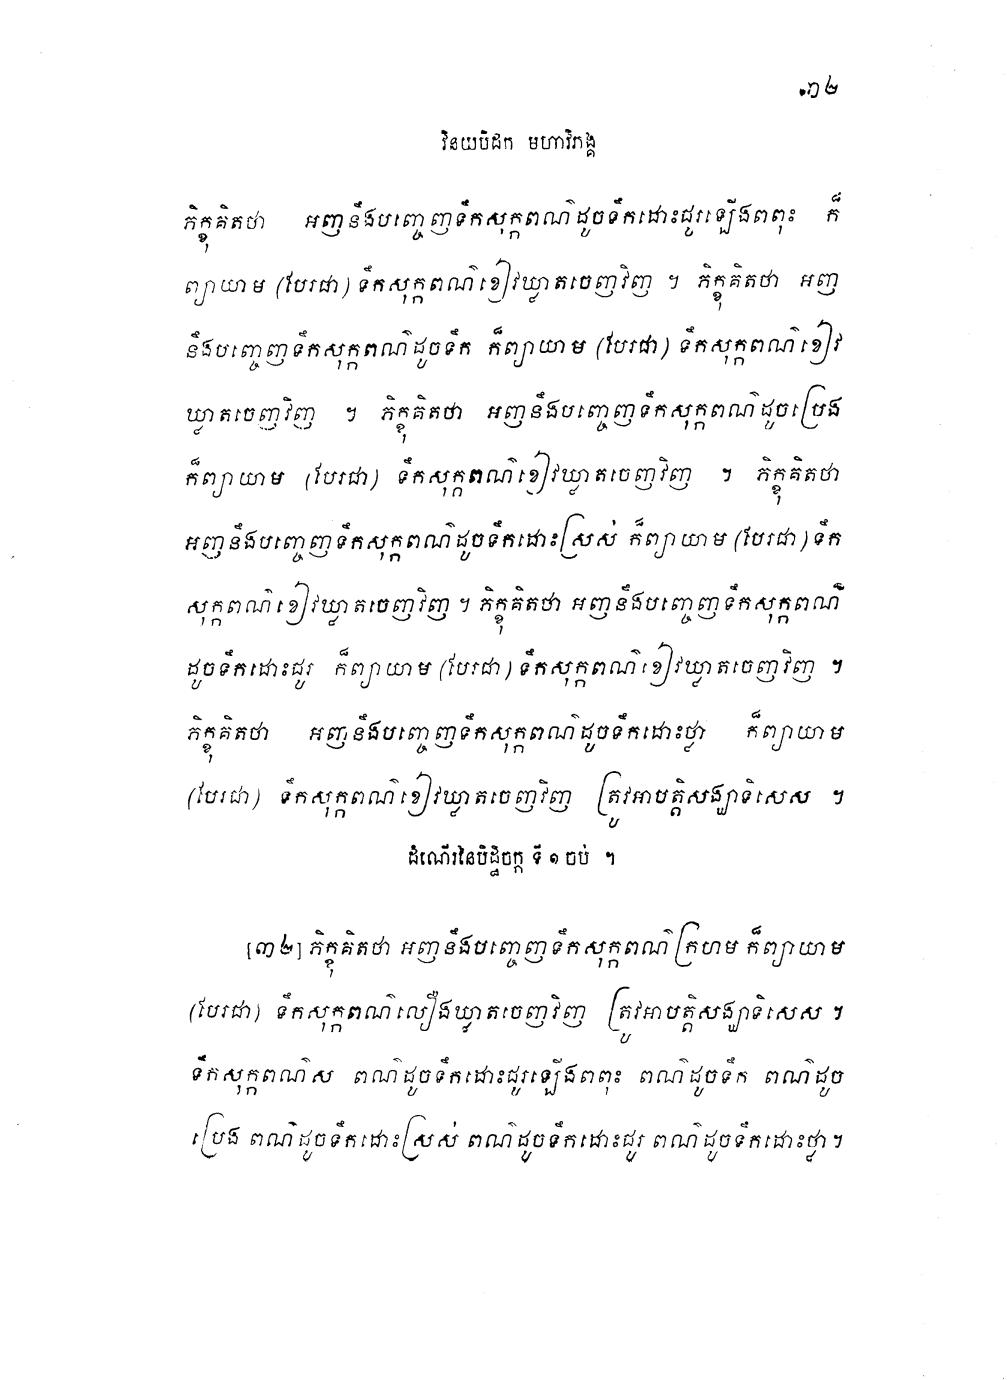 ១៣២
វិនយបិដក មហាវិភង្គ
ភិក្ខុគិតថា អញនឹងបញ្ចេញទឹកសុក្កពណ៌ដូចទឹកដោះជូរឡើងពពុះ ក៏
ព្យាយាម (បែរជា) ទឹកសុក្កពណ៌ខៀវឃ្លាតចេញវិញ ។ ភិក្ខុគិតថា អញ
នឹងបញ្ចេញទឹកសុក្កពណ៌ដូចទឹក ក៏ព្យាយាម (បែរជា) ទឹកសុក្កពណ៌ខៀវ
ឃ្លាតចេញវិញ ។ ភិក្ខុគិតថា អញនឹងបញ្ចេញទឹកសុក្កពណ៌ដូចប្រេង
ក៏ព្យាយាម (បែរជា) ទឹកសុក្កពណ៌ខៀវឃ្លាតចេញវិញ ។ ភិក្ខុគិតថា
អញនឹងបញ្ចេញទឹកសុក្កពណ៌ដូចទឹកដោះស្រស់ ក៏ព្យាយាម (បែរជា) ទឹក
សុក្កពណ៌ខៀវឃ្លាតចេញវិញ ។ ភិក្ខុគិតថា អញនឹងបញ្ចេញទឹកសុក្កពណ៌
ដូចទឹកដោះជូរ ក៏ព្យាយាម (បែរជា) ទឹកសុក្កពណ៌ខៀវឃ្លាតចេញវិញ ។
ភិក្ខុគិតថា អញនឹងបញ្ចេញទឹកសុក្កពណ៌ដូចទឹកដោះថ្លា ក៏ព្យាយាម
(បែរជា) ទឹកសុក្កពណ៌ខៀវឃ្លាតចេញវិញ ត្រូវអាបត្តិសង្ឃាទិសេស ។
ដំណើរនៃបិដ្ឋិចក្ក ទី ១ ចប់ ។
[៣៤] ភិក្ខុគិតថា អញនឹងបញ្ចេញទឹកសុក្កពណ៌ក្រហម ក៏ព្យាយាម
(បែរជា) ទឹកសុក្កពណ៌លឿងឃ្លាតចេញវិញ ត្រូវអាបត្តិសង្ឃាទិសេស ។
ទឹកសុក្កពណ៌ស ពណ៌ដូចទឹកដោះជូរឡើងពពុះ ពណ៌ដូចទឹក ពណ៌ដូច
ប្រេង ពណ៌ដូចទឹកដោះស្រស់ ពណ៌ដូចទឹកដោះជូរ ពណ៌ដូចទឹកដោះថ្លា ។